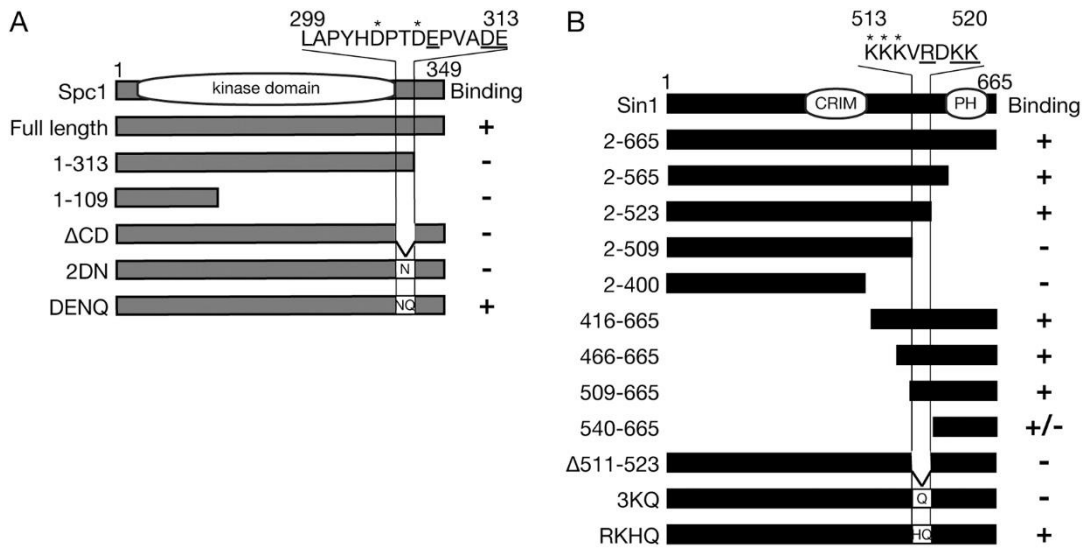 A
299 313
* *
LAPYHDPTDEPVADE
1 349
Spc1 kinase domain Binding
Full length +
1-313 -
1-109 -
ΔCD -
2DN N -
DENQ NQ +
B
513 520
* * *
KKKVRDKK
1 665
Sin1 CRIM PH Binding
2-665 +
2-565 +
2-523 +
2-509 -
2-400 -
416-665 +
466-665 +
509-665 +
540-665 +/-
Δ511-523 -
3KQ Q -
RKHQ HQ +